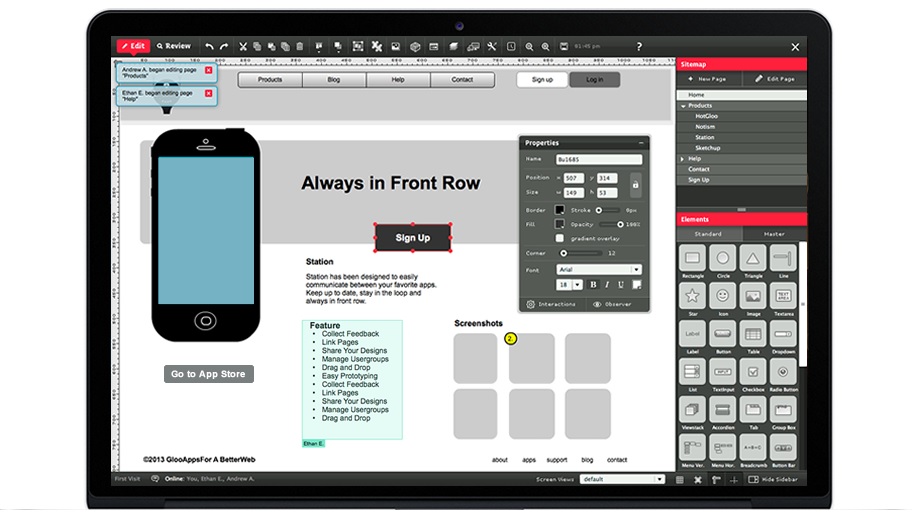 Edit
Review
01:45 pm
?
Andrew A. began editing page
"Products"
Ethan E. began editing page
"Help"
Products
Blog
Help
Contact
Sign up
Log in
Always in Front Row
Sign Up
Station
Station has been designed to easily
communicate between your favorite apps.
Keep up to date, stay in the loop and
always in front row.
Feature
• Collect Feedback
• Link Pages
• Share Your Designs
• Manage Usergroups
• Drag and Drop
• Easy Prototyping
• Collect Feedback
• Link Pages
• Share Your Designs
• Manage Usergroups
• Drag and Drop
Ethan E.
Screenshots
2.
Go to App Store
©2013 GlooAppsFor A BetterWeb
about
apps
support
blog
contact
Properties
Name
Bu1685
Position x 507 y 314
Size w 149 h 53
Border
Stroke
0px
Fill
Opacity
100%
gradient overlay
Corner
12
Font
Arial
18
B
I
U
Interactions
Observer
Sitemap
+ New Page
Edit Page
Home
Products
HotGloo
Notism
Station
Sketchup
Help
Contact
Sign Up
Elements
Standard
Master
Rectangle
Circle
Triangle
Line
Star
Icon
Image
Textarea
Label
Button
Table
Dropdown
List
TextInput
Checkbox
Radio Button
Viewstack
Accordion
Tab
Group Box
Menu Ver.
Menu Hor.
Breadcrumb
Button Bar
First Visit
Online: You, Ethan E., Andrew A.
Screen Views
default
Hide Sidebar